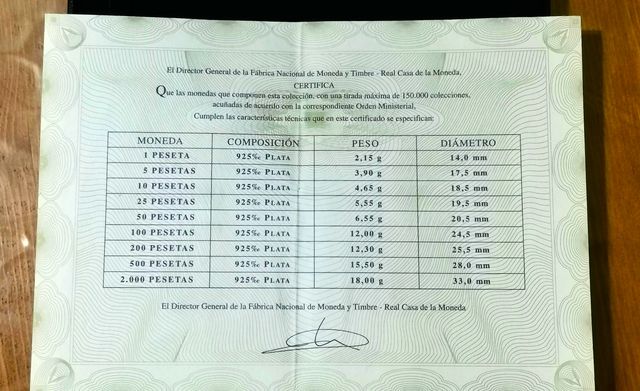 El Director General de la Fábrica Nacional de Moneda y Timbre - Real Casa de la Moneda,
CERTIFICA
Que las monedas que componen esta colección, con una tirada máxima de 150.000 colecciones,
acuñadas de acuerdo con la correspondiente Orden Ministerial,
Cumplen las características técnicas que en este certificado se especifican:
MONEDA COMPOSICIÓN PESO DIÁMETRO
1 PESETA 925‰ PLATA 2,15 g 14,0 mm
5 PESETAS 925‰ PLATA 3,90 g 17,5 mm
10 PESETAS 925‰ PLATA 4,65 g 18,5 mm
25 PESETAS 925‰ PLATA 5,55 g 19,5 mm
50 PESETAS 925‰ PLATA 6,55 g 20,5 mm
100 PESETAS 925‰ PLATA 12,00 g 24,5 mm
200 PESETAS 925‰ PLATA 12,30 g 25,5 mm
500 PESETAS 925‰ PLATA 15,50 g 28,0 mm
2.000 PESETAS 925‰ PLATA 18,00 g 33,0 mm
El Director General de la Fábrica Nacional de Moneda y Timbre - Real Casa de la Moneda